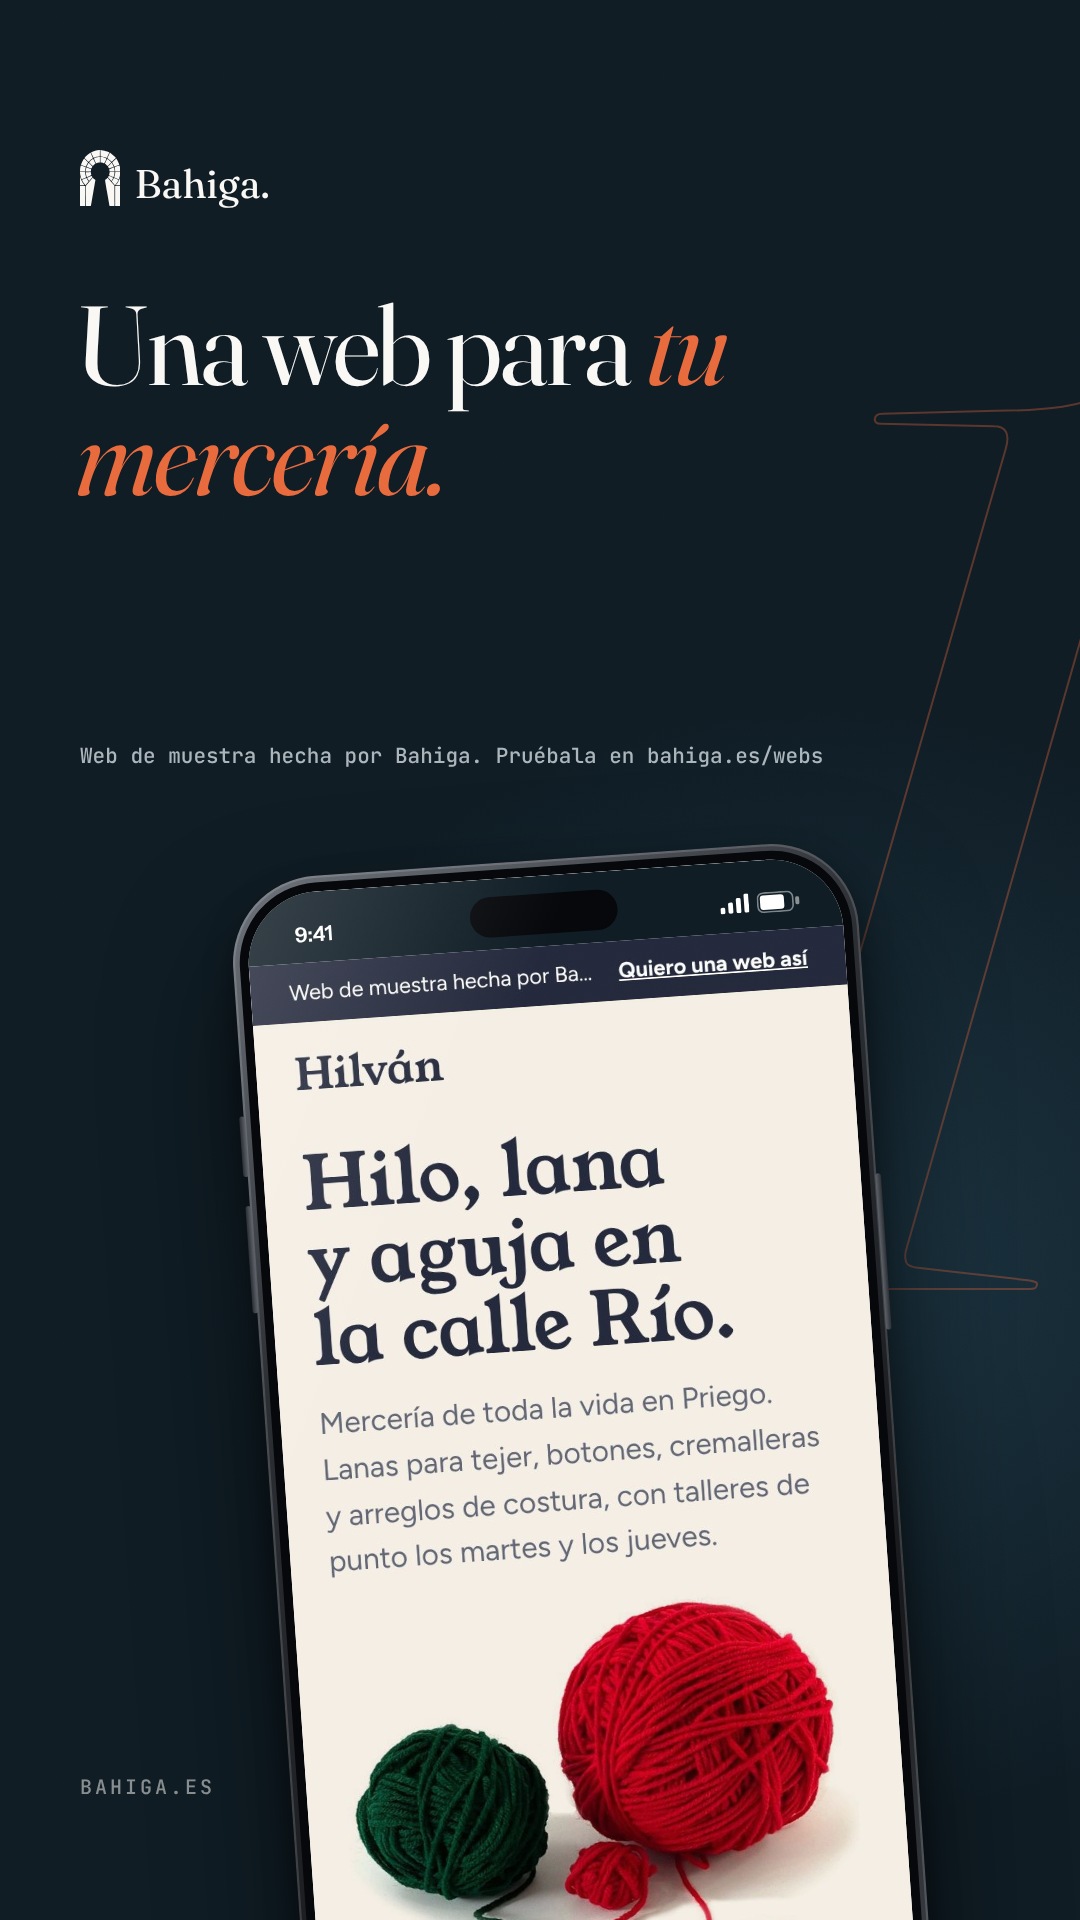 Bahiga.
Una web para tu
mercería.
Web de muestra hecha por Bahiga. Pruébala en bahiga.es/webs
9:41
Web de muestra hecha por Ba... Quiero una web así
Hilván
Hilo, lana
y aguja en
la calle Río.
Mercería de toda la vida en Priego.
Lanas para tejer, botones, cremalleras
y arreglos de costura, con talleres de
punto los martes y los jueves.
BAHIGA.ES